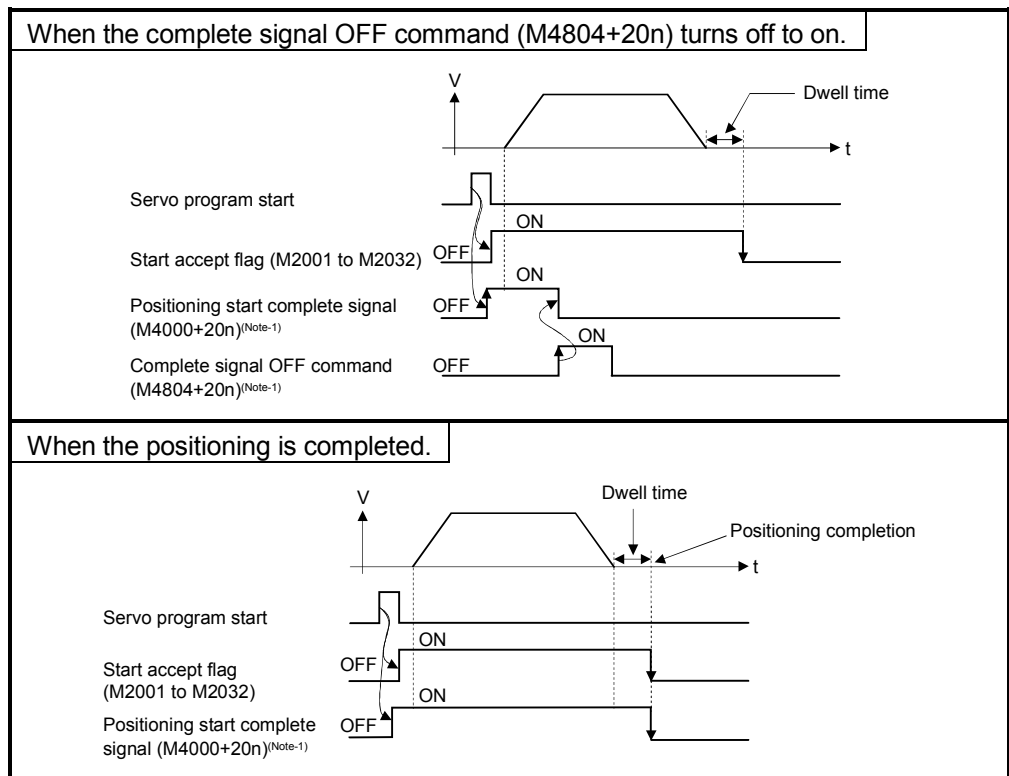 When the complete signal OFF command (M4804+20n) turns off to on.
V
Dwell time
t
Servo program start
ON
Start accept flag (M2001 to M2032)
OFF
ON
Positioning start complete signal
(M4000+20n)(Note-1)
OFF
ON
Complete signal OFF command
(M4804+20n)(Note-1)
OFF
When the positioning is completed.
V
Dwell time
Positioning completion
t
Servo program start
ON
Start accept flag
(M2001 to M2032)
OFF
ON
Positioning start complete
signal (M4000+20n)(Note-1)
OFF